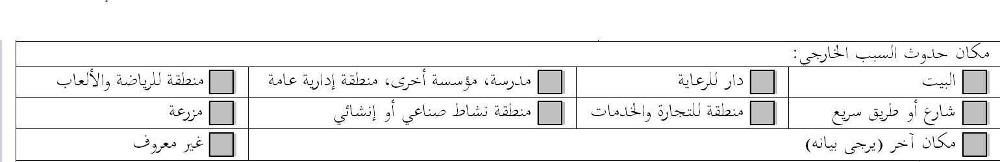 مكان حدوث السبب الخارجي:
البيت دار للرعاية مدرسة، مؤسسة أخرى، منطقة إدارية عامة منطقة للرياضة والألعاب
شارع أو طريق سريع منطقة للتجارة والخدمات منطقة نشاط صناعي أو إنشائي مزرعة
مكان آخر (يرجى بيانه) غير معروف